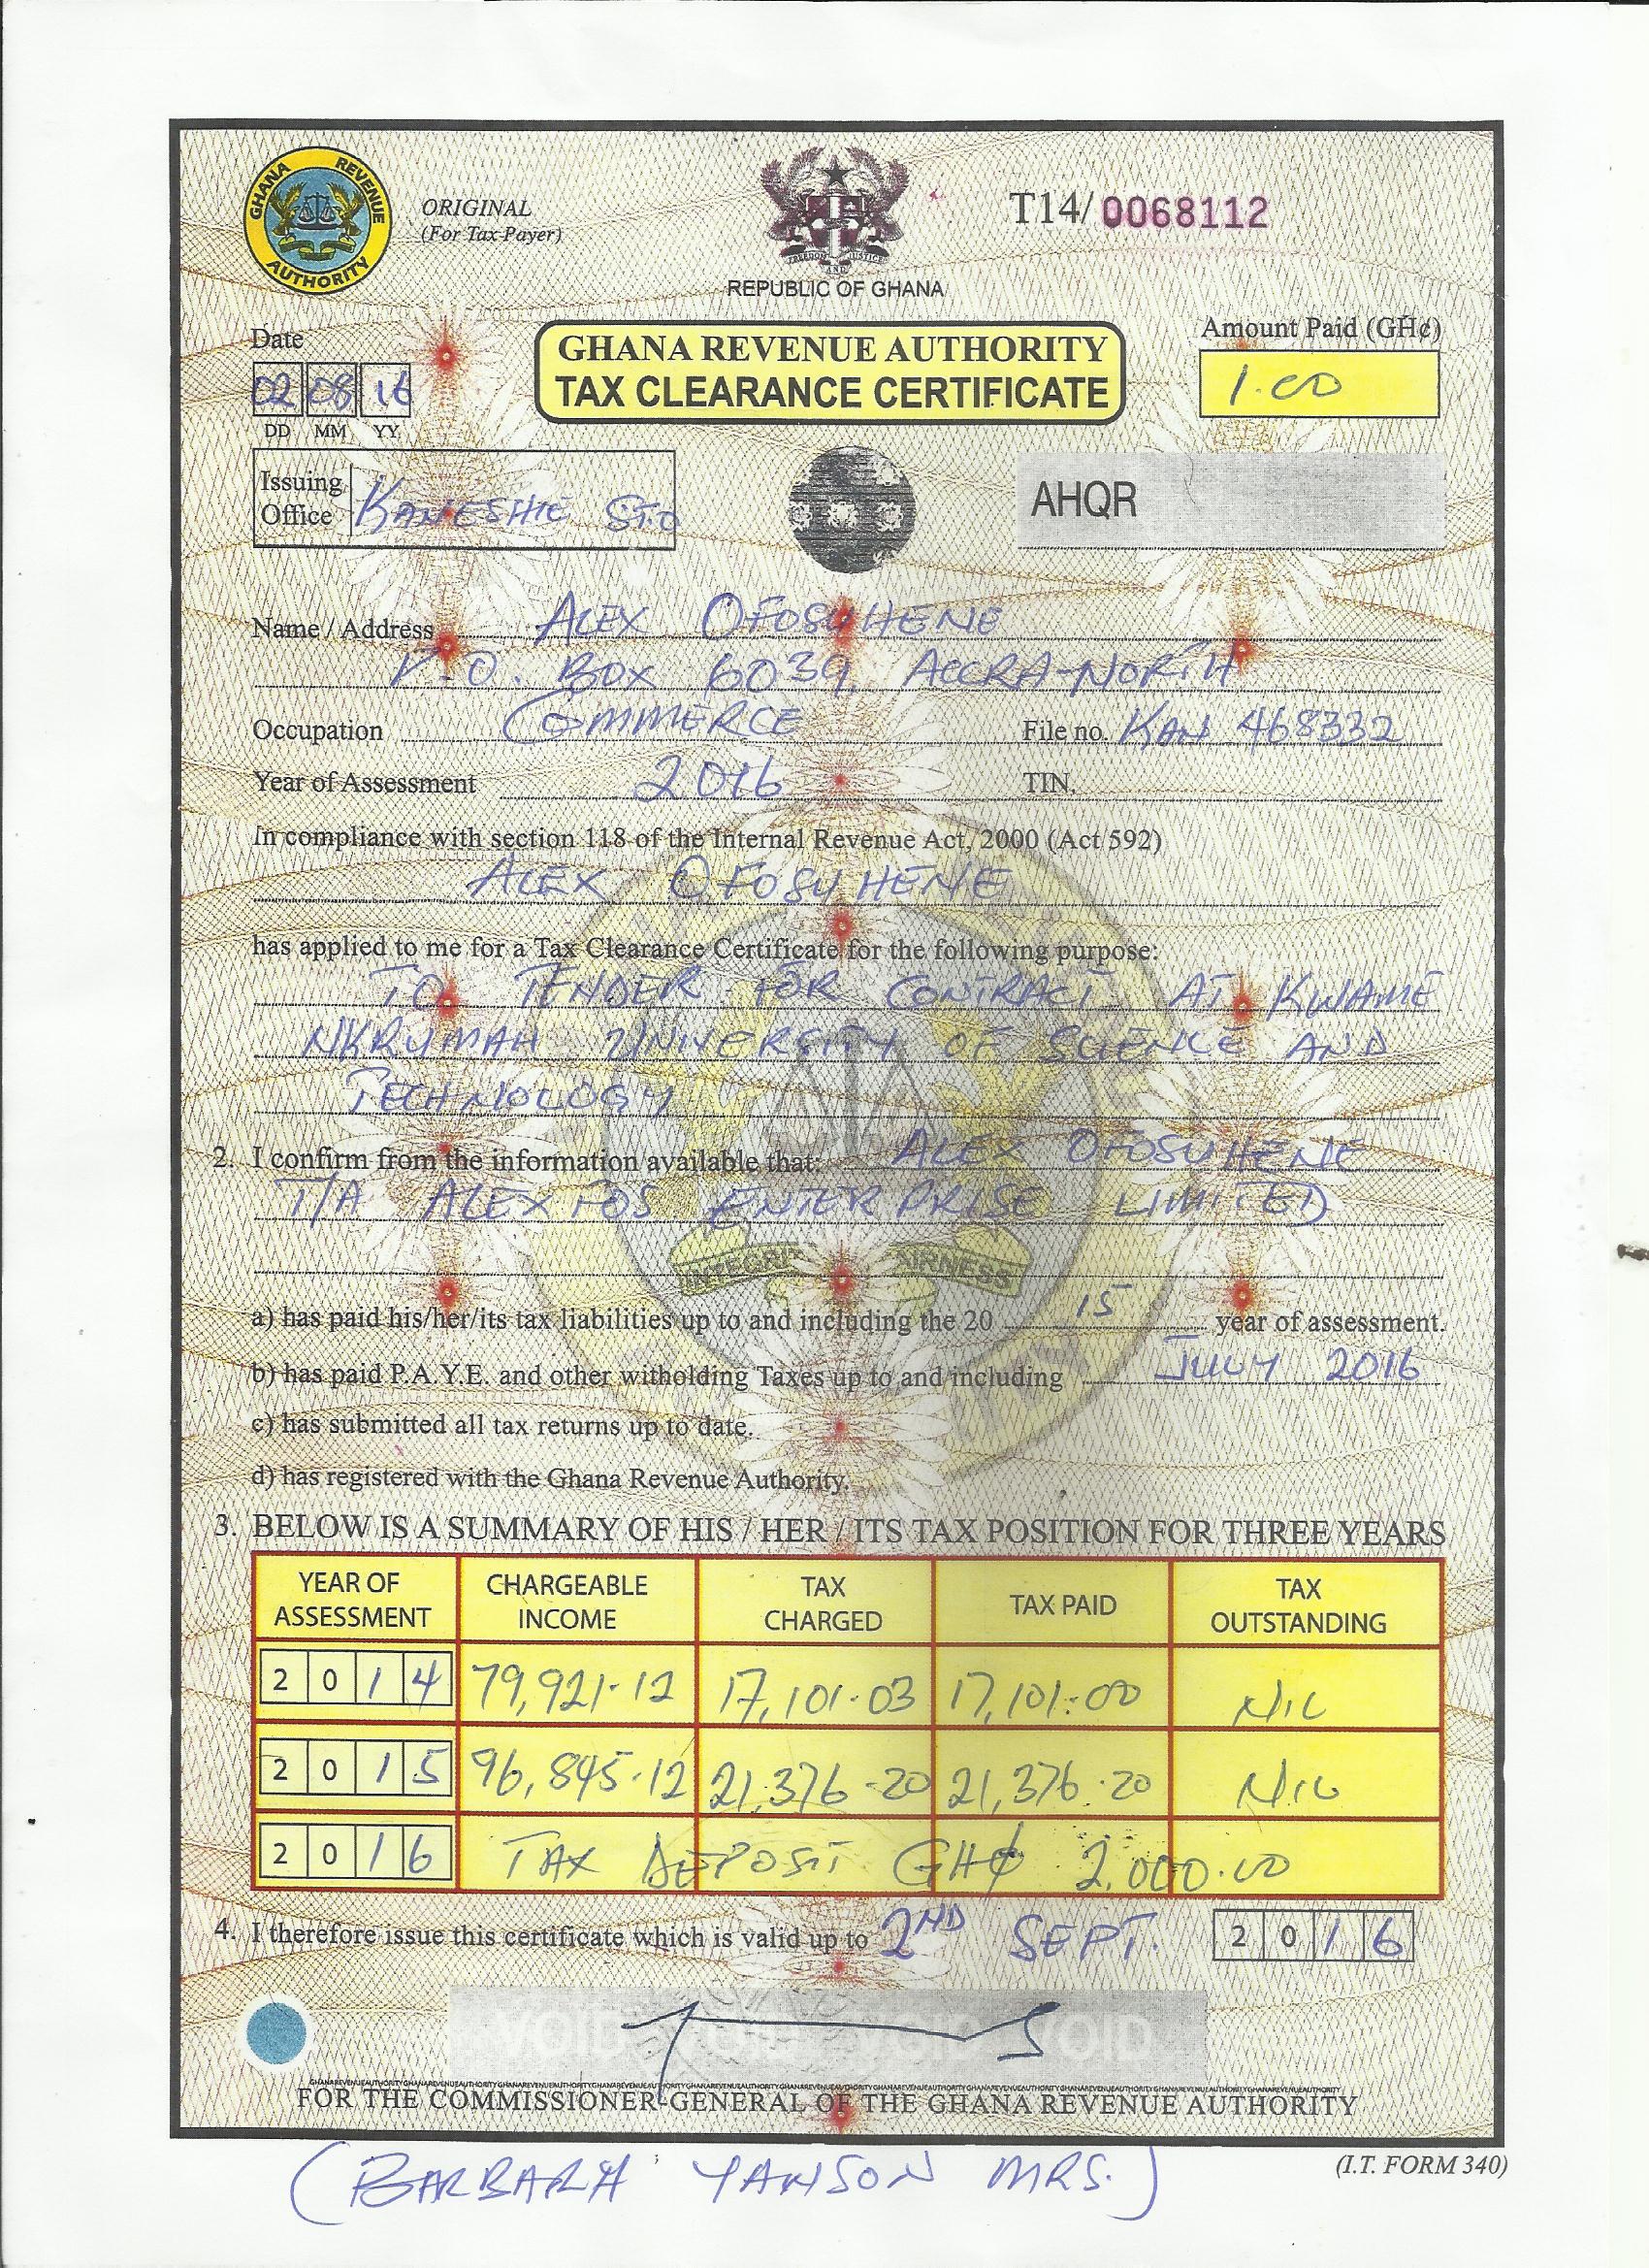 GHANA REVENUE AUTHORITY
ORIGINAL
(For Tax Payer)
FREEDOM AND JUSTICE
REPUBLIC OF GHANA
T14/0068112
Date
02 08 16
DD MM YY
GHANA REVENUE AUTHORITY
TAX CLEARANCE CERTIFICATE
Amount Paid (GH¢)
1.00
Issuing Office KANESHIE STO
AHQR
Name / Address ALEX OFOSUHENE
P.O. BOX 6039, ACCRA-NORTH
Occupation COMMERCE File no. KAN 468332
Year of Assessment 2016 TIN.
In compliance with section 118 of the Internal Revenue Act, 2000 (Act 592)
ALEX OFOSUHENE
has applied to me for a Tax Clearance Certificate for the following purpose:
TO TENDER FOR CONTRACT AT KWAME
NKRUMAH UNIVERSITY OF SCIENCE AND
TECHNOLOGY
2. I confirm from the information available that: ALEX OFOSUHENE
T/A ALEXFOS ENTERPRISE LIMITED
a) has paid his/her/its tax liabilities up to and including the 20 15 year of assessment.
b) has paid P.A.Y.E. and other witholding Taxes up to and including JULY 2016
c) has submitted all tax returns up to date.
d) has registered with the Ghana Revenue Authority.
3. BELOW IS A SUMMARY OF HIS / HER / ITS TAX POSITION FOR THREE YEARS
YEAR OF ASSESSMENT CHARGEABLE INCOME TAX CHARGED TAX PAID TAX OUTSTANDING
2014 79,921.12 17,101.03 17,101.00 NIL
2015 96,845.12 21,376.20 21,376.20 NIL
2016 TAX DEPOSIT GH¢ 2,000.00
4. I therefore issue this certificate which is valid up to 2ND SEPT. 2016
VOID VOID VOID VOID
FOR THE COMMISSIONER-GENERAL OF THE GHANA REVENUE AUTHORITY
(BARBARA YANSON MRS.)
(I.T. FORM 340)